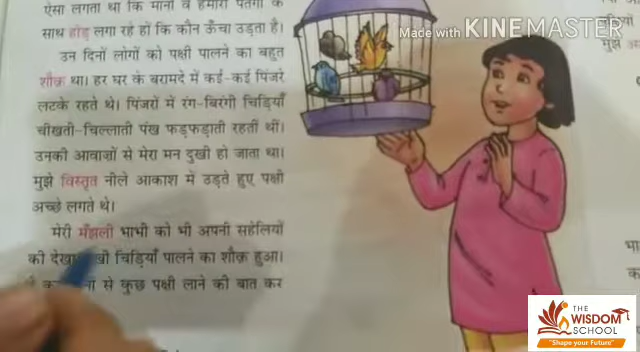 ऐसा लगता था कि मानो वे हमारी पतंगों के
साथ होड़ लगा रहे हों कि कौन ऊँचा उड़ता है।
उन दिनों लोगों को पक्षी पालने का बहुत
शौक़ था। हर घर के बरामदे में कई-कई पिंजरे
लटके रहते थे। पिंजरों में रंग-बिरंगी चिड़ियाँ
चीखती-चिल्लाती पंख फड़फड़ाती रहतीं थीं।
उनकी आवाज़ों से मेरा मन दुखी हो जाता था।
मुझे विस्तृत नीले आकाश में उड़ते हुए पक्षी
अच्छे लगते थे।
मेरी मँझली भाभी को भी अपनी सहेलियों
की चिड़ियाँ पालने का शौक़ हुआ।
से कुछ पक्षी लाने की बात कर
Made with KINEMASTER
मुझे
THE
WISDOM
SCHOOL
"Shape your Future"